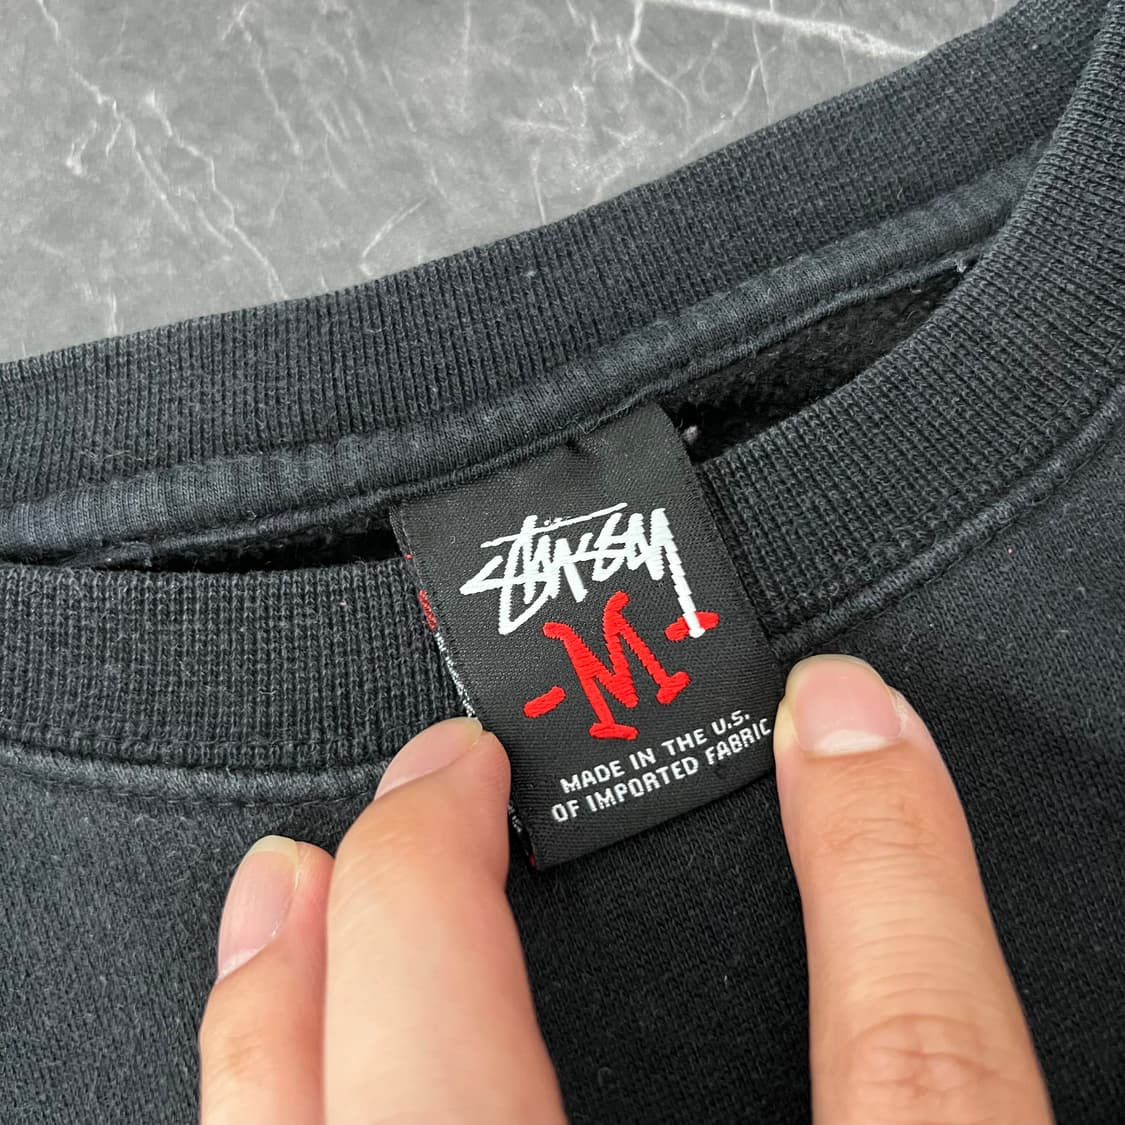 Stüssy
-M-
MADE IN THE U.S.
OF IMPORTED FABRIC